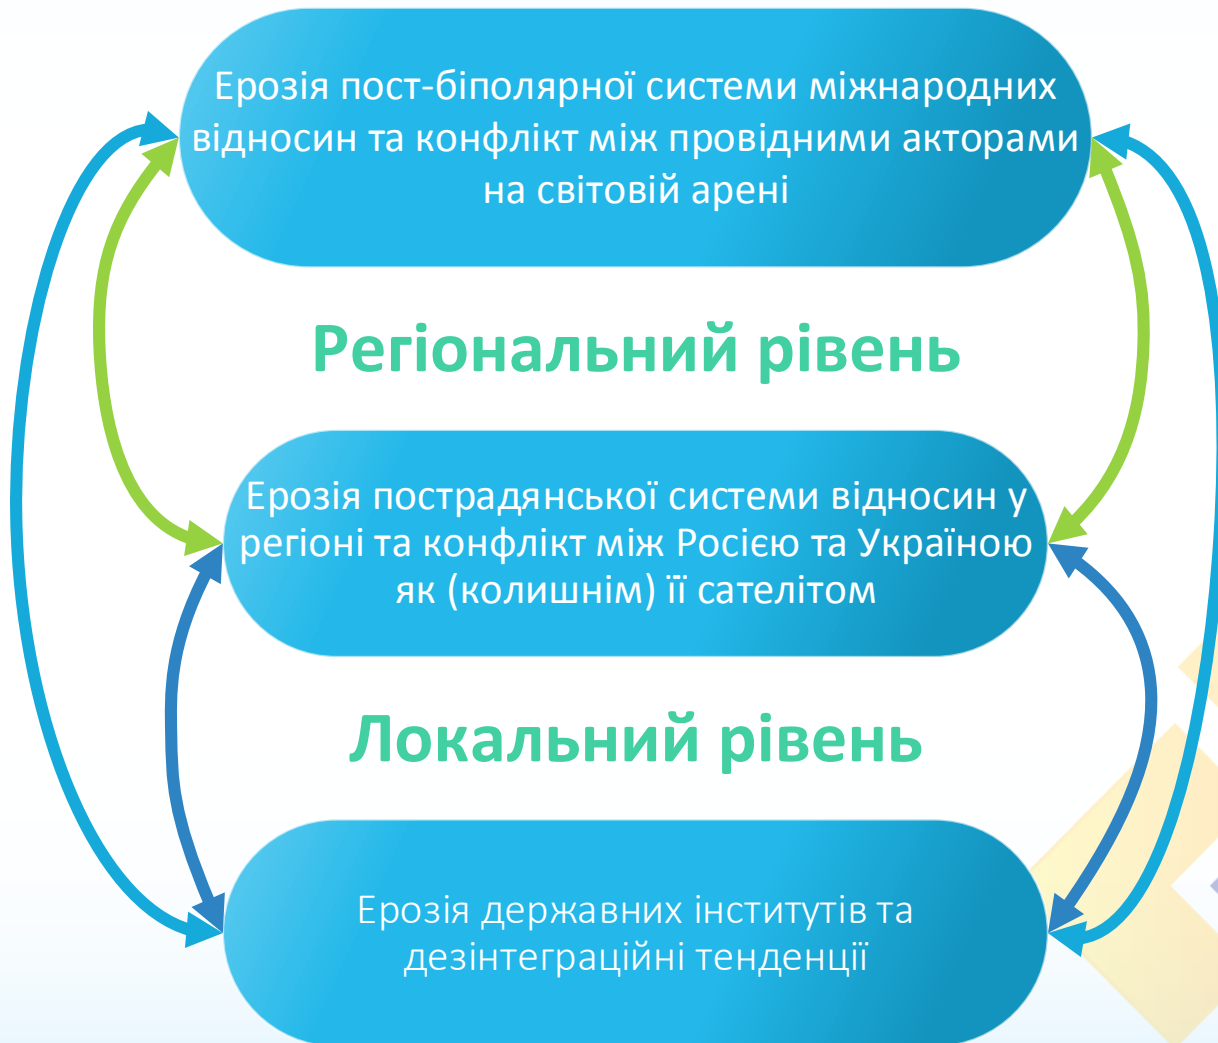 Ерозія пост-біполярної системи міжнародних
відносин та конфлікт між провідними акторами
на світовій арені
Регіональний рівень
Ерозія пострадянської системи відносин у
регіоні та конфлікт між Росією та Україною
як (колишнім) її сателітом
Локальний рівень
Ерозія державних інститутів та
дезінтеграційні тенденції